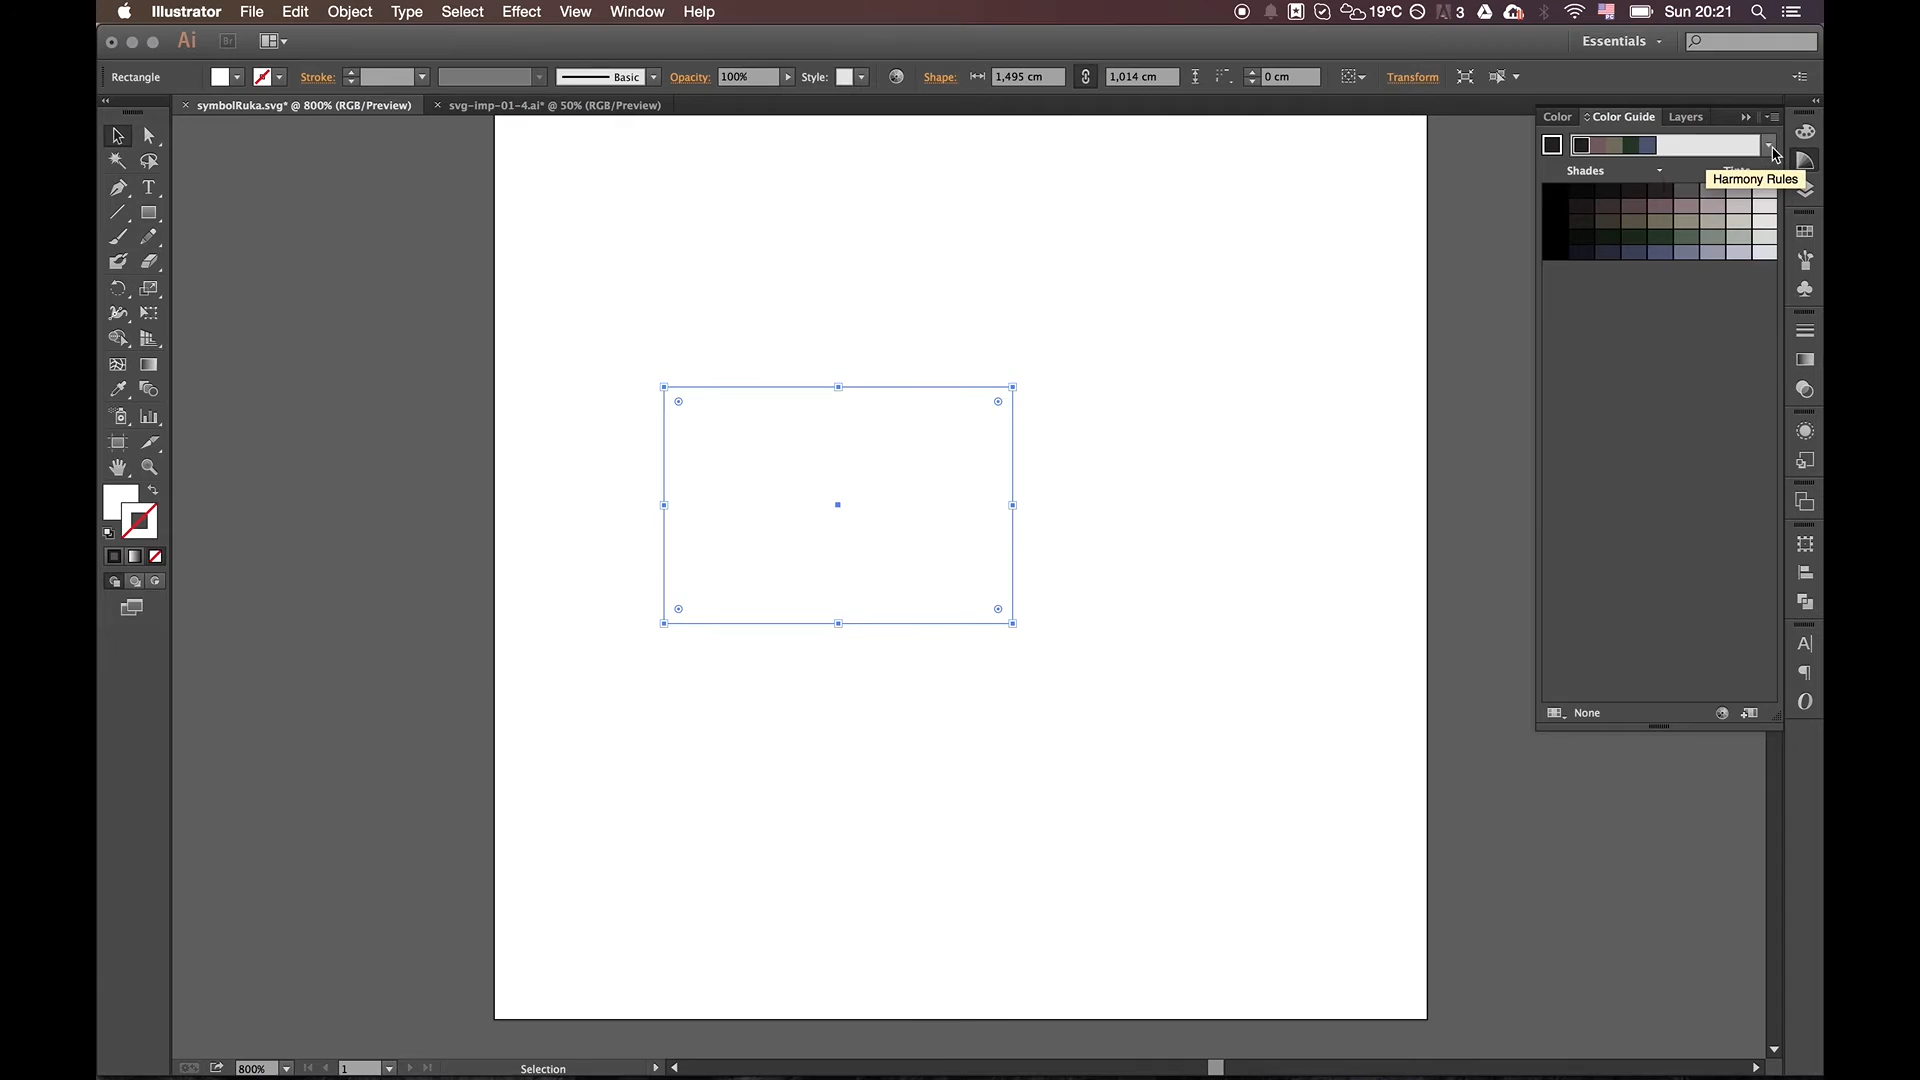 Illustrator File Edit Object Type Select Effect View Window Help
3 19°C Sun 20:21
Ai Br Essentials
Rectangle Stroke: Basic Opacity: 100% Style: Shape: 1,495 cm 1,014 cm 0 cm Transform
× symbolRuka.svg* @ 800% (RGB/Preview) × svg-imp-01-4.ai* @ 50% (RGB/Preview)
Color Color Guide Layers
Shades
Harmony Rules
None
800% 1 Selection